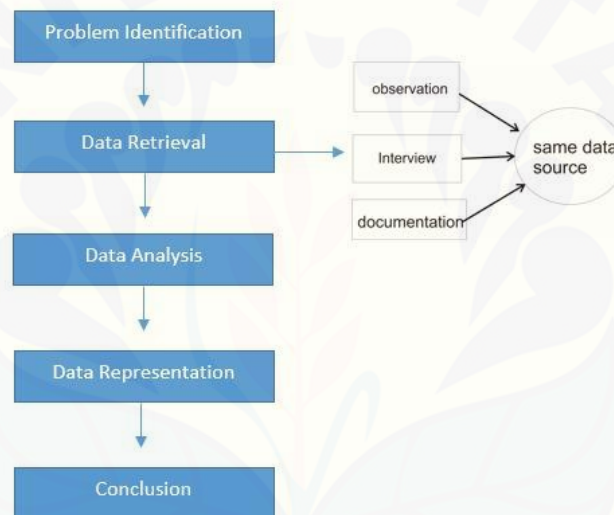 Problem Identification
Data Retrieval
observation
Interview
documentation
same data
source
Data Analysis
Data Representation
Conclusion